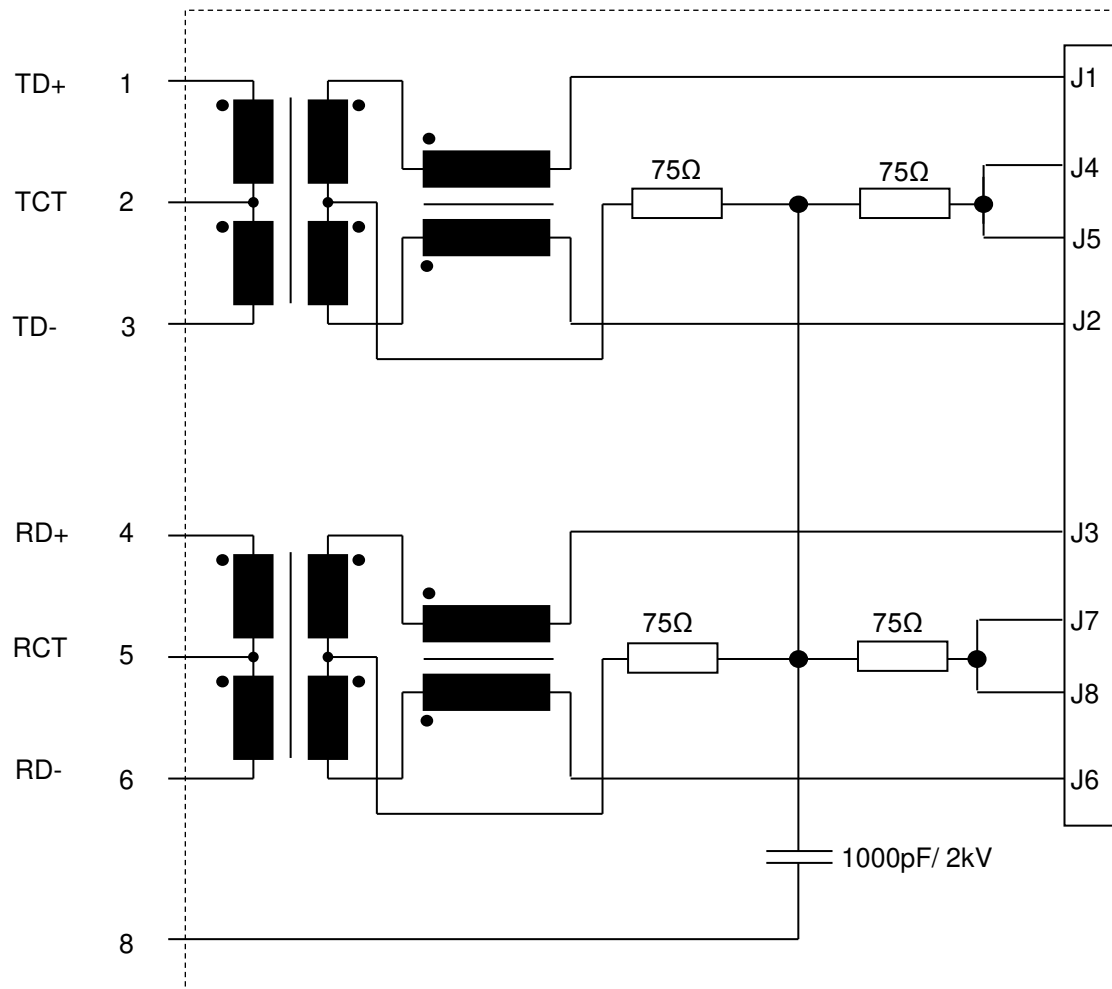 TD+ 1
J1
75Ω 75Ω
J4
TCT 2
J5
TD- 3
J2
RD+ 4
J3
75Ω 75Ω
J7
RCT 5
J8
RD- 6
J6
1000pF/ 2kV
8